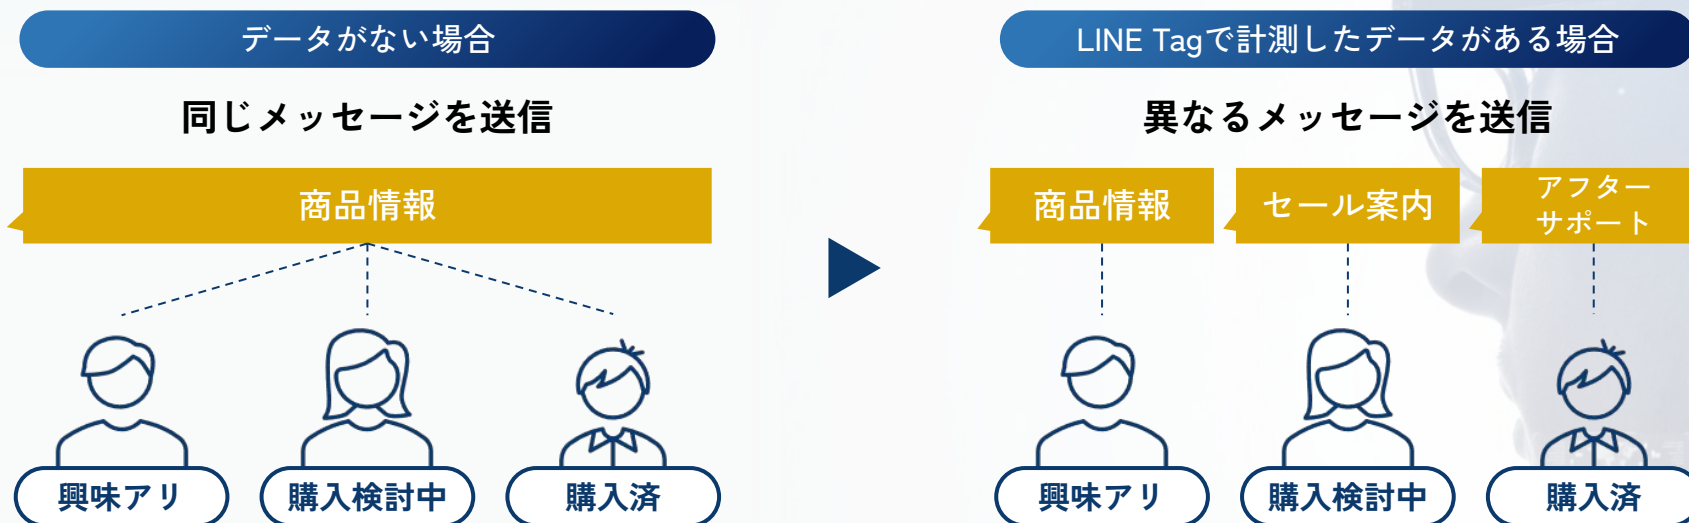 データがない場合
同じメッセージを送信
商品情報
興味アリ
購入検討中
購入済
LINE Tagで計測したデータがある場合
異なるメッセージを送信
商品情報
セール案内
アフター
サポート
興味アリ
購入検討中
購入済